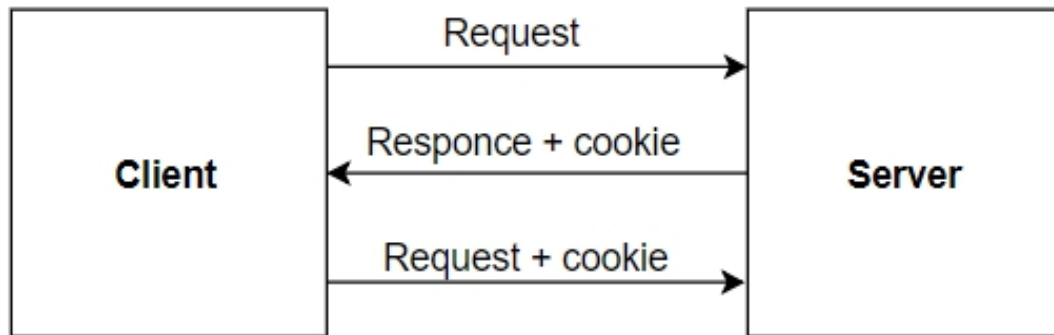 Request
Responce + cookie
Client
Server
Request + cookie